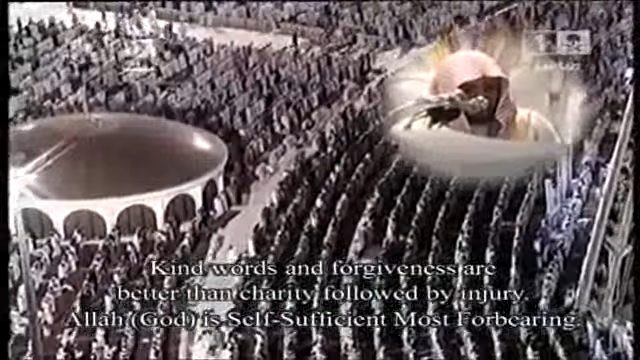 Kind words and forgiveness are
better than charity followed by injury.
Allah (God) is Self-Sufficient Most Forbearing.